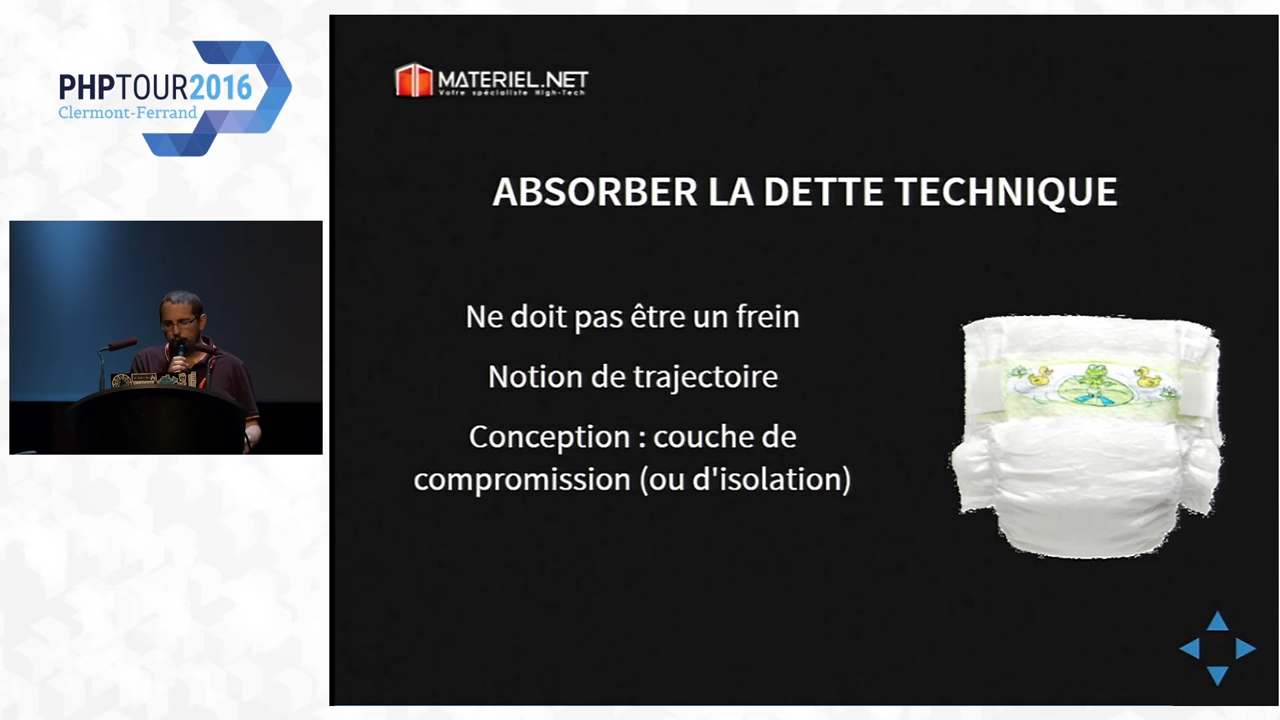 PHPTOUR2016
Clermont-Ferrand
MATERIEL.NET
Votre spécialiste High-Tech
ABSORBER LA DETTE TECHNIQUE
Ne doit pas être un frein
Notion de trajectoire
Conception : couche de
compromission (ou d'isolation)